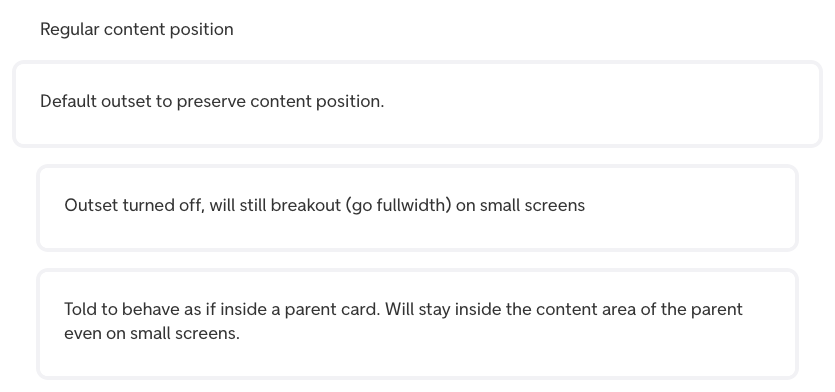 Regular content position
Default outset to preserve content position.
Outset turned off, will still breakout (go fullwidth) on small screens
Told to behave as if inside a parent card. Will stay inside the content area of the parent
even on small screens.